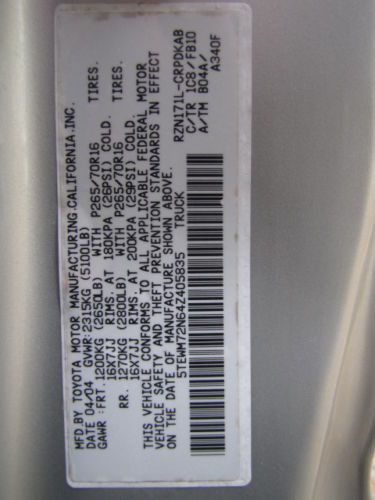 MFD.BY TOYOTA MOTOR MANUFACTURING.CALIFORNIA.INC.
DATE 04/04 GVWR:2315KG (5100LB)
GAWR :FRT.1200KG (2650LB) WITH P265/70R16 TIRES.
16X7JJ RIMS. AT 180KPA (26PSI) COLD.
RR. 1270KG (2800LB) WITH P265/70R16 TIRES.
16X7JJ RIMS. AT 200KPA (29PSI) COLD.
THIS VEHICLE CONFORMS TO ALL APPLICABLE FEDERAL MOTOR
VEHICLE SAFETY AND THEFT PREVENTION STANDARDS IN EFFECT
ON THE DATE OF MANUFACTURE SHOWN ABOVE.
5TEWM72N64Z405835 TRUCK
RZN171L-CRPDKAB
C/TR 1C8/FB10
A/TM B04A/
A340F